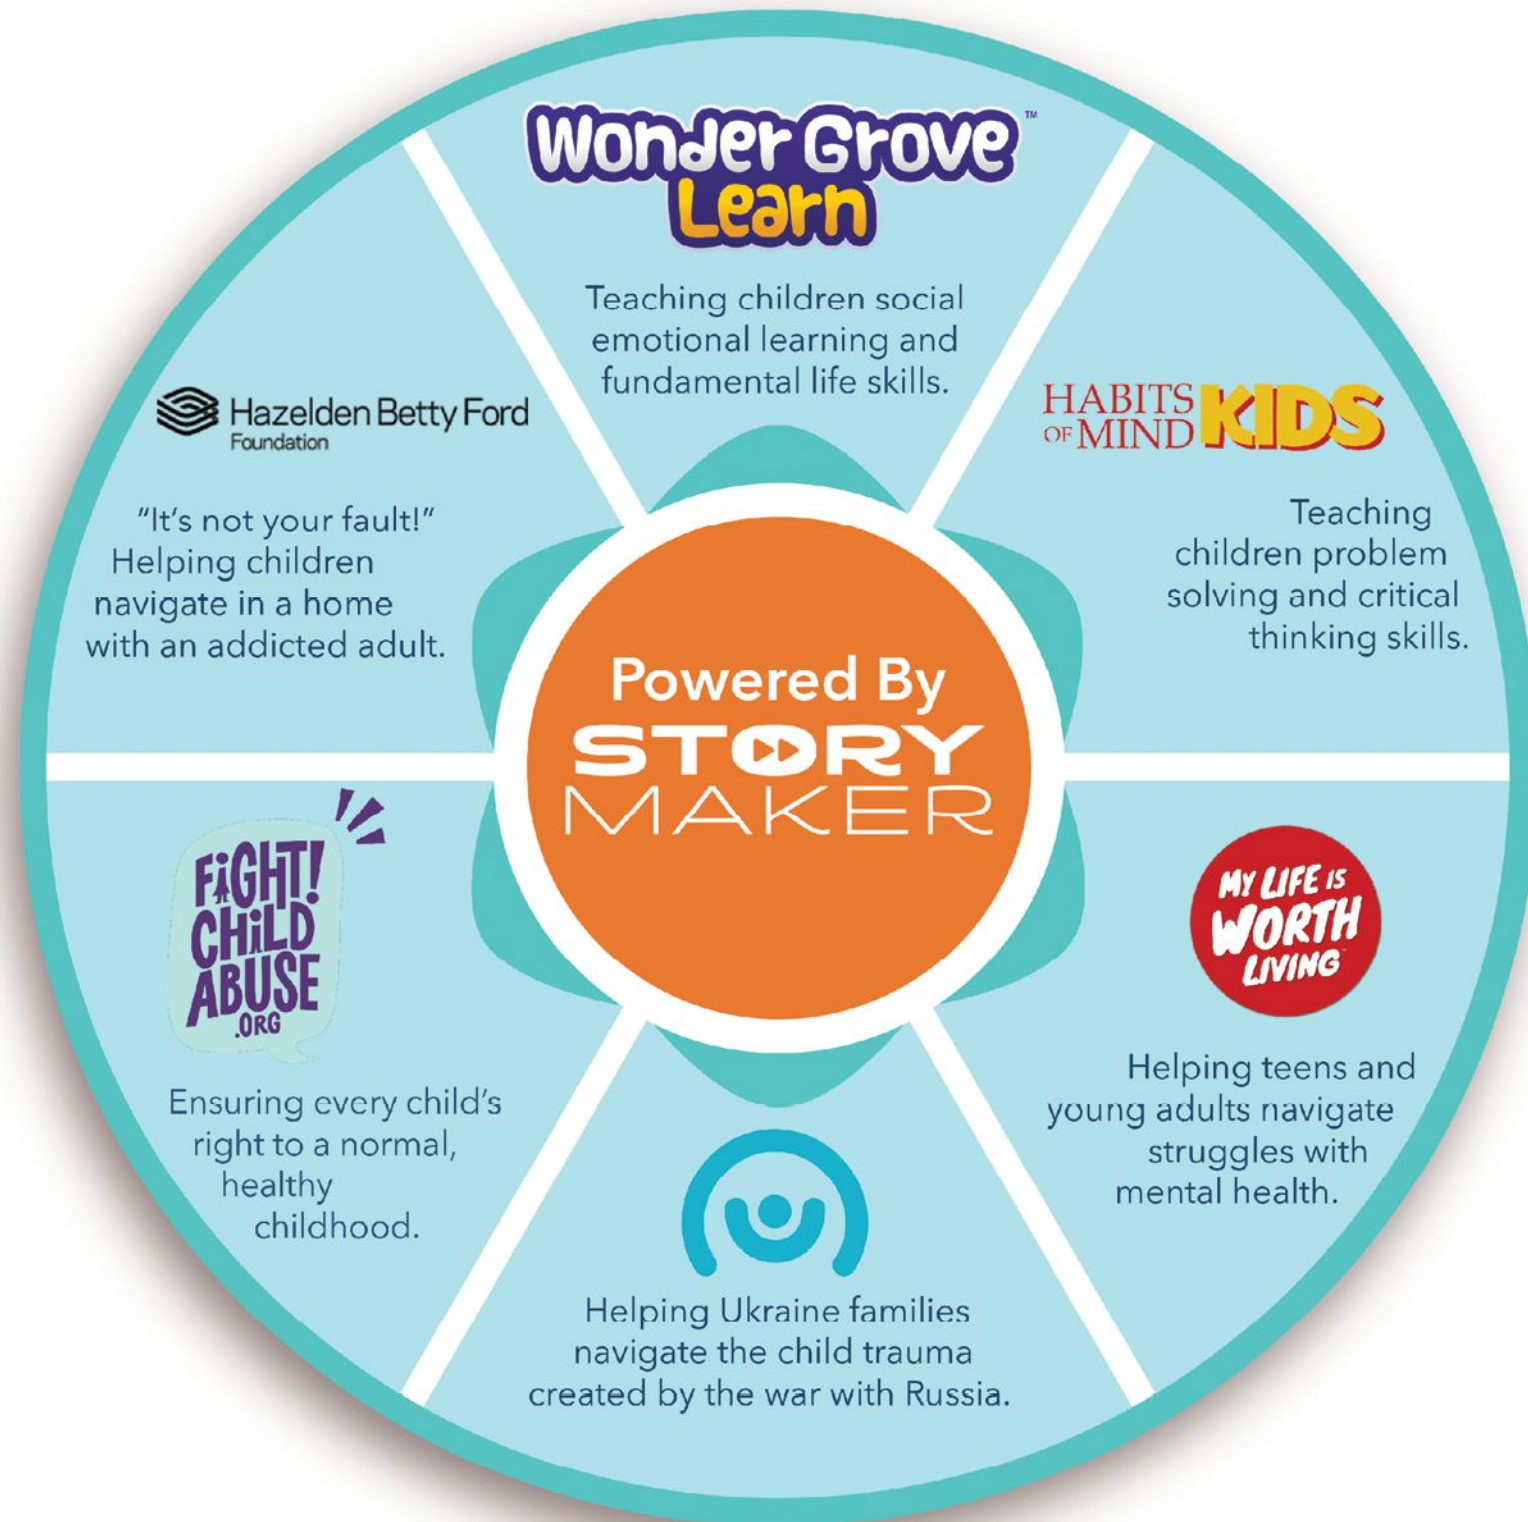 Wonder Grove™
Learn
Teaching children social
emotional learning and
fundamental life skills.
HABITS
OF MIND
KIDS
Teaching
children problem
solving and critical
thinking skills.
MY LIFE IS
WORTH
LIVING™
Helping teens and
young adults navigate
struggles with
mental health.
Helping Ukraine families
navigate the child trauma
created by the war with Russia.
FiGHT!
CHiLD
ABUSE
.ORG
Ensuring every child's
right to a normal,
healthy
childhood.
Hazelden Betty Ford
Foundation
"It's not your fault!"
Helping children
navigate in a home
with an addicted adult.
Powered By
STORY
MAKER